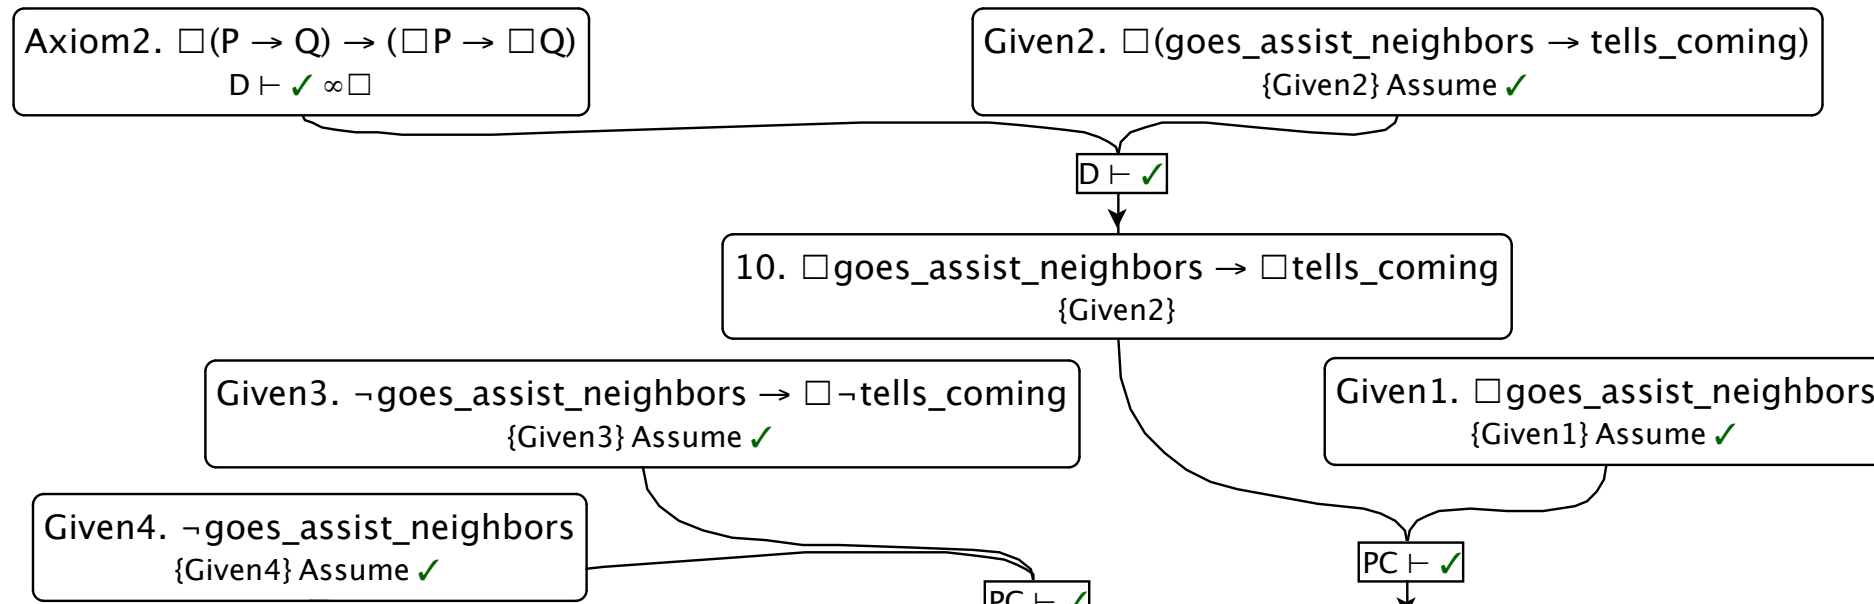 Axiom2. □(P → Q) → (□P → □Q)
D ⊢ ✓ ∞□
Given2. □(goes_assist_neighbors → tells_coming)
{Given2} Assume ✓
D ⊢ ✓
10. □goes_assist_neighbors → □tells_coming
{Given2}
Given3. ¬goes_assist_neighbors → □¬tells_coming
{Given3} Assume ✓
Given1. □goes_assist_neighbors
{Given1} Assume ✓
Given4. ¬goes_assist_neighbors
{Given4} Assume ✓
PC ⊢ ✓
PC ⊢ ✓